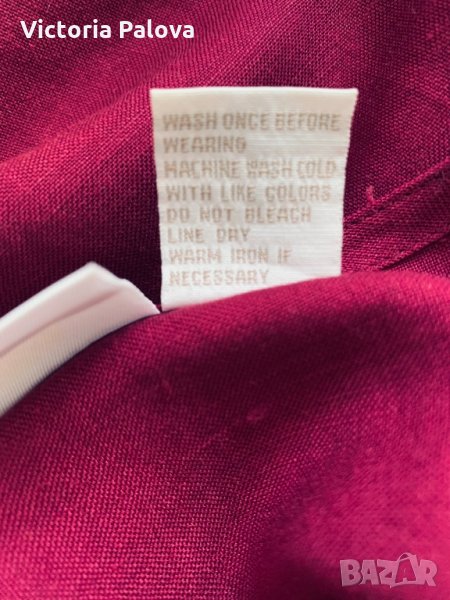 Victoria Palova
WASH ONCE BEFORE
WEARING
MACHINE WASH COLD
WITH LIKE COLORS
DO NOT BLEACH
LINE DRY
WARM IRON IF
NECESSARY
BAZAR